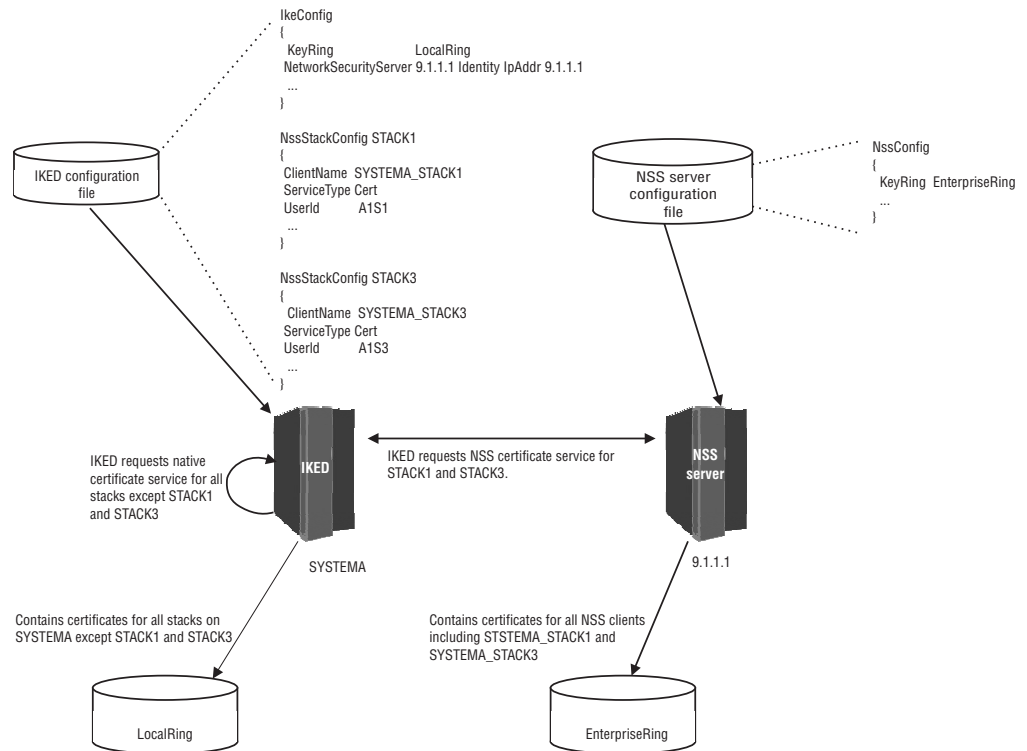 IkeConfig
{
KeyRing LocalRing
NetworkSecurityServer 9.1.1.1 Identity IpAddr 9.1.1.1
...
}
NssStackConfig STACK1
{
ClientName SYSTEMA_STACK1
ServiceType Cert
UserId A1S1
...
}
NssStackConfig STACK3
{
ClientName SYSTEMA_STACK3
ServiceType Cert
UserId A1S3
...
}
IKED configuration
file
NSS server
configuration
file
NssConfig
{
KeyRing EnterpriseRing
...
}
IKED requests native
certificate service for all
stacks except STACK1
and STACK3
IKED
IKED requests NSS certificate service for
STACK1 and STACK3.
NSS
server
SYSTEMA
9.1.1.1
Contains certificates for all stacks on
SYSTEMA except STACK1 and STACK3
Contains certificates for all NSS clients
including STSTEMA_STACK1 and
SYSTEMA_STACK3
LocalRing
EnterpriseRing